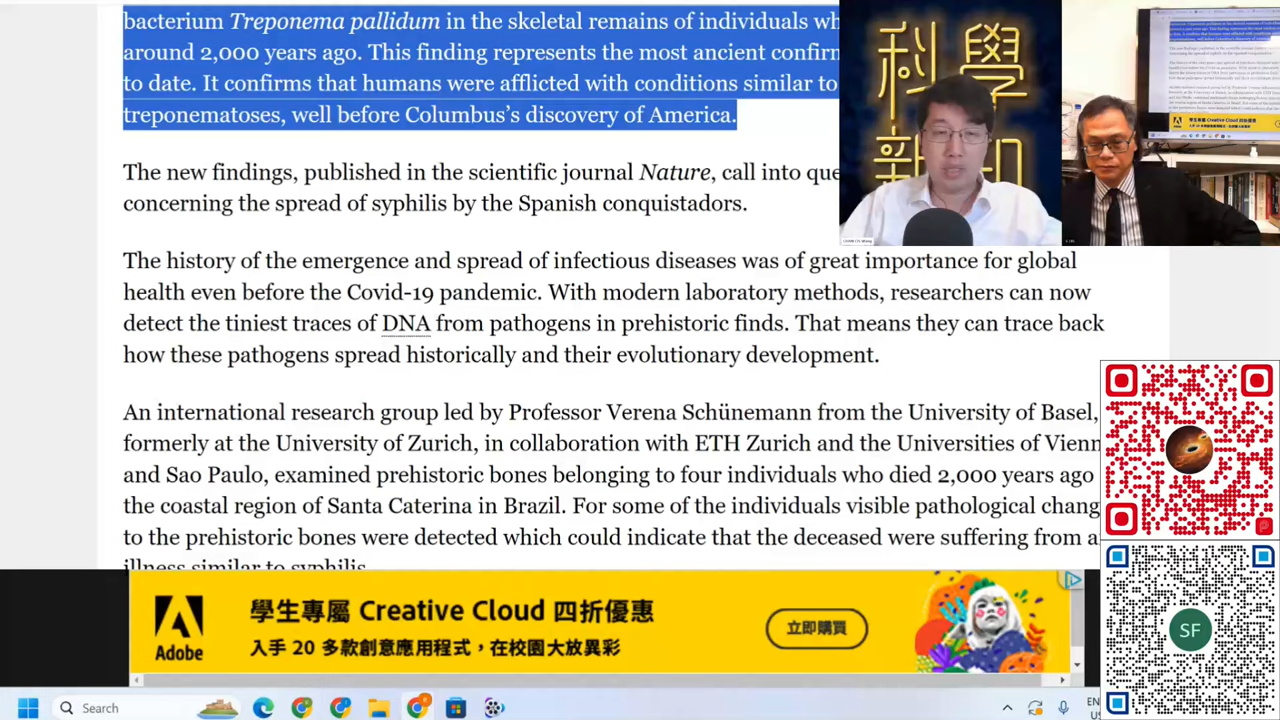 bacterium Treponema pallidum in the skeletal remains of individuals wh
around 2,000 years ago. This finding represents the most
to date. It confirms that humans were
treponematoses, well before Columbus's discovery of America.
The new findings, published in the scientific journal Nature, call into que
concerning the spread of syphilis by the Spanish conquistadors.
The history of the emergence and spread of infectious diseases was of great importance for global
health even before the Covid-19 pandemic. With modern laboratory methods, researchers can now
detect the tiniest traces of DNA from pathogens in prehistoric finds. That means they can trace back
how these pathogens spread historically and their evolutionary development.
An international research group led by Professor Verena Schünemann from the University of Basel,
formerly at the University of Zurich, in collaboration with ETH Zurich and the Universities of Vienn
and Sao Paulo, examined prehistoric bones belonging to four individuals who died 2,000 years ago
the coastal region of Santa Caterina in Brazil. For some of the individuals visible pathological chang
to the prehistoric bones were detected which could indicate that the deceased were suffering from a
illness similar to syphilis.
科學
Adobe
學生專屬 Creative Cloud 四折優惠
入手 20 多款創意應用程式，在校園大放異彩
立即購買
SF
Search
EN